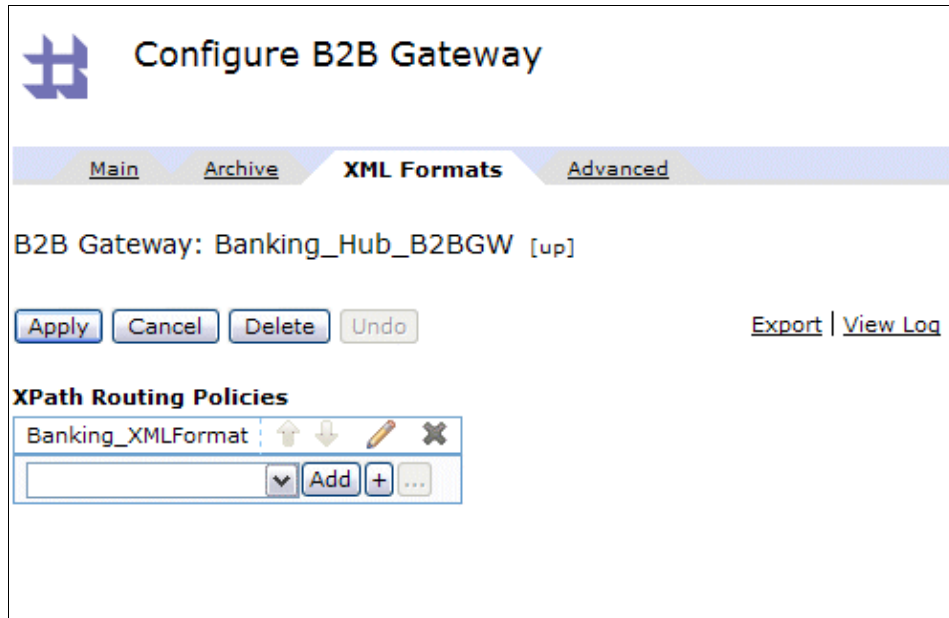 Configure B2B Gateway
Main Archive XML Formats Advanced
B2B Gateway: Banking_Hub_B2BGW [up]
Apply Cancel Delete Undo Export | View Log
XPath Routing Policies
Banking_XMLFormat
Add + ...